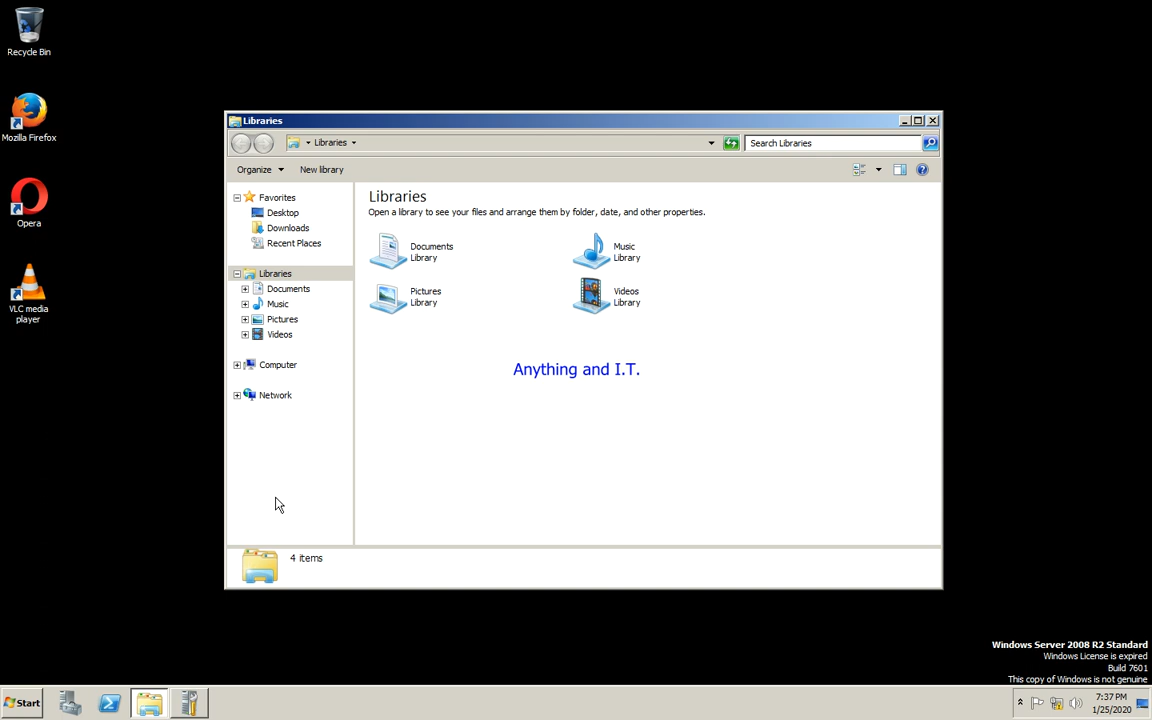 Recycle Bin
Mozilla Firefox
Opera
VLC media
player
Libraries
Libraries
Search Libraries
Organize
New library
Favorites
Desktop
Downloads
Recent Places
Libraries
Documents
Music
Pictures
Videos
Computer
Network
Libraries
Open a library to see your files and arrange them by folder, date, and other properties.
Documents
Library
Music
Library
Pictures
Library
Videos
Library
Anything and I.T.
4 items
Windows Server 2008 R2 Standard
Windows License is expired
Build 7601
This copy of Windows is not genuine
Start
7:37 PM
1/25/2020